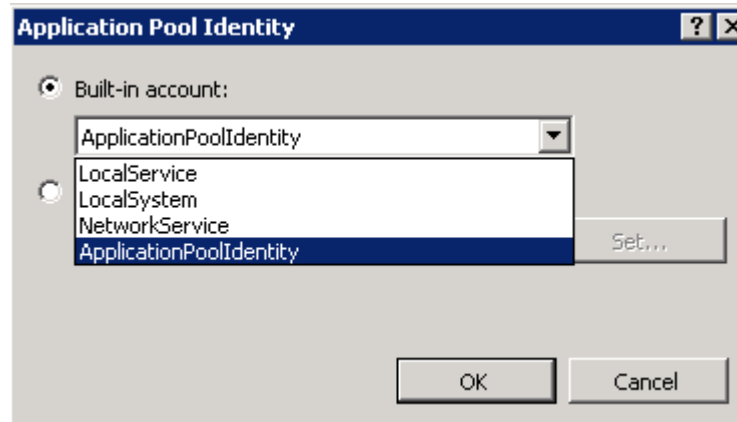 Application Pool Identity
Built-in account:
ApplicationPoolIdentity
LocalService
LocalSystem
NetworkService
ApplicationPoolIdentity
Set...
OK
Cancel